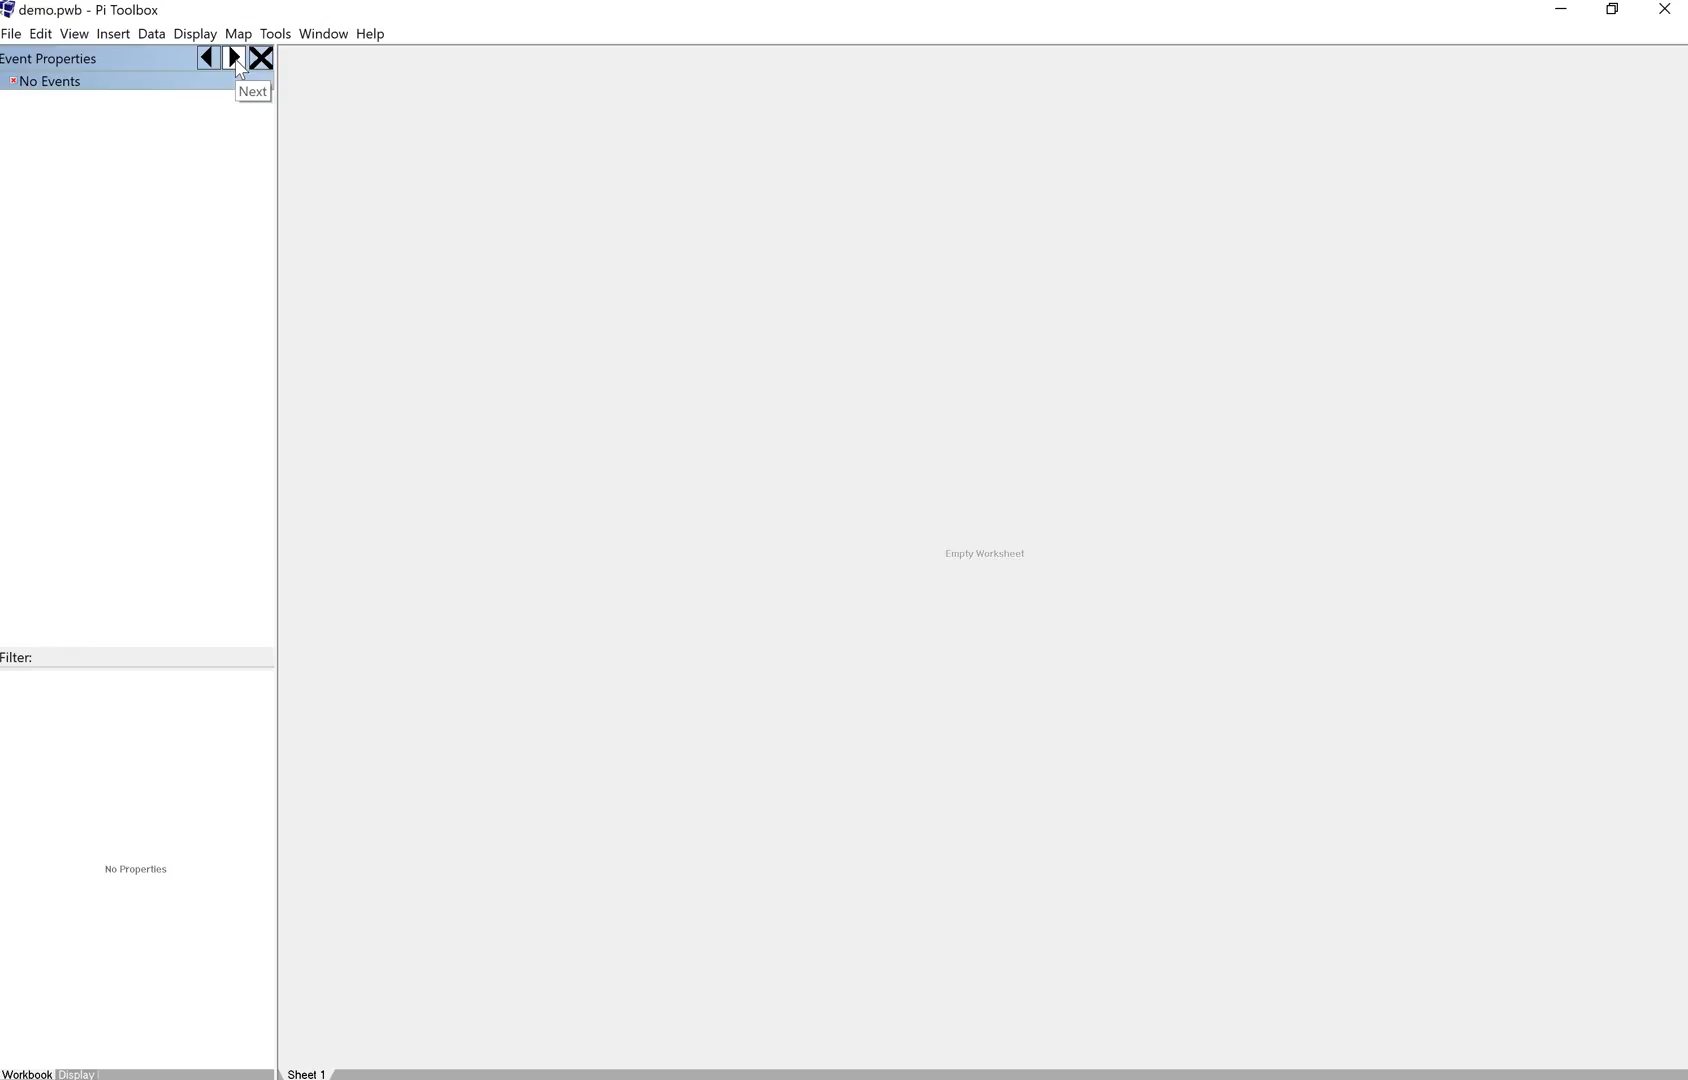 demo.pwb - Pi Toolbox
File Edit View Insert Data Display Map Tools Window Help
Event Properties
No Events
Next
Empty Worksheet
Filter:
No Properties
Workbook Display
Sheet 1